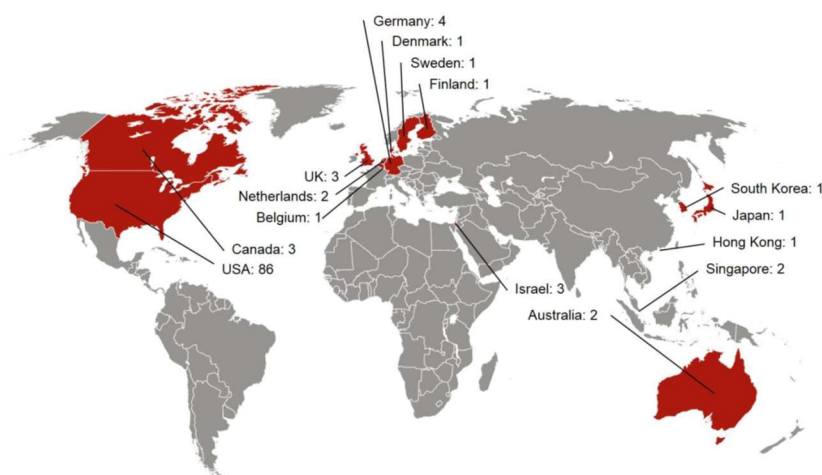 Germany: 4
Denmark: 1
Sweden: 1
Finland: 1
UK: 3
Netherlands: 2
Belgium: 1
Canada: 3
USA: 86
South Korea: 1
Japan: 1
Hong Kong: 1
Singapore: 2
Israel: 3
Australia: 2